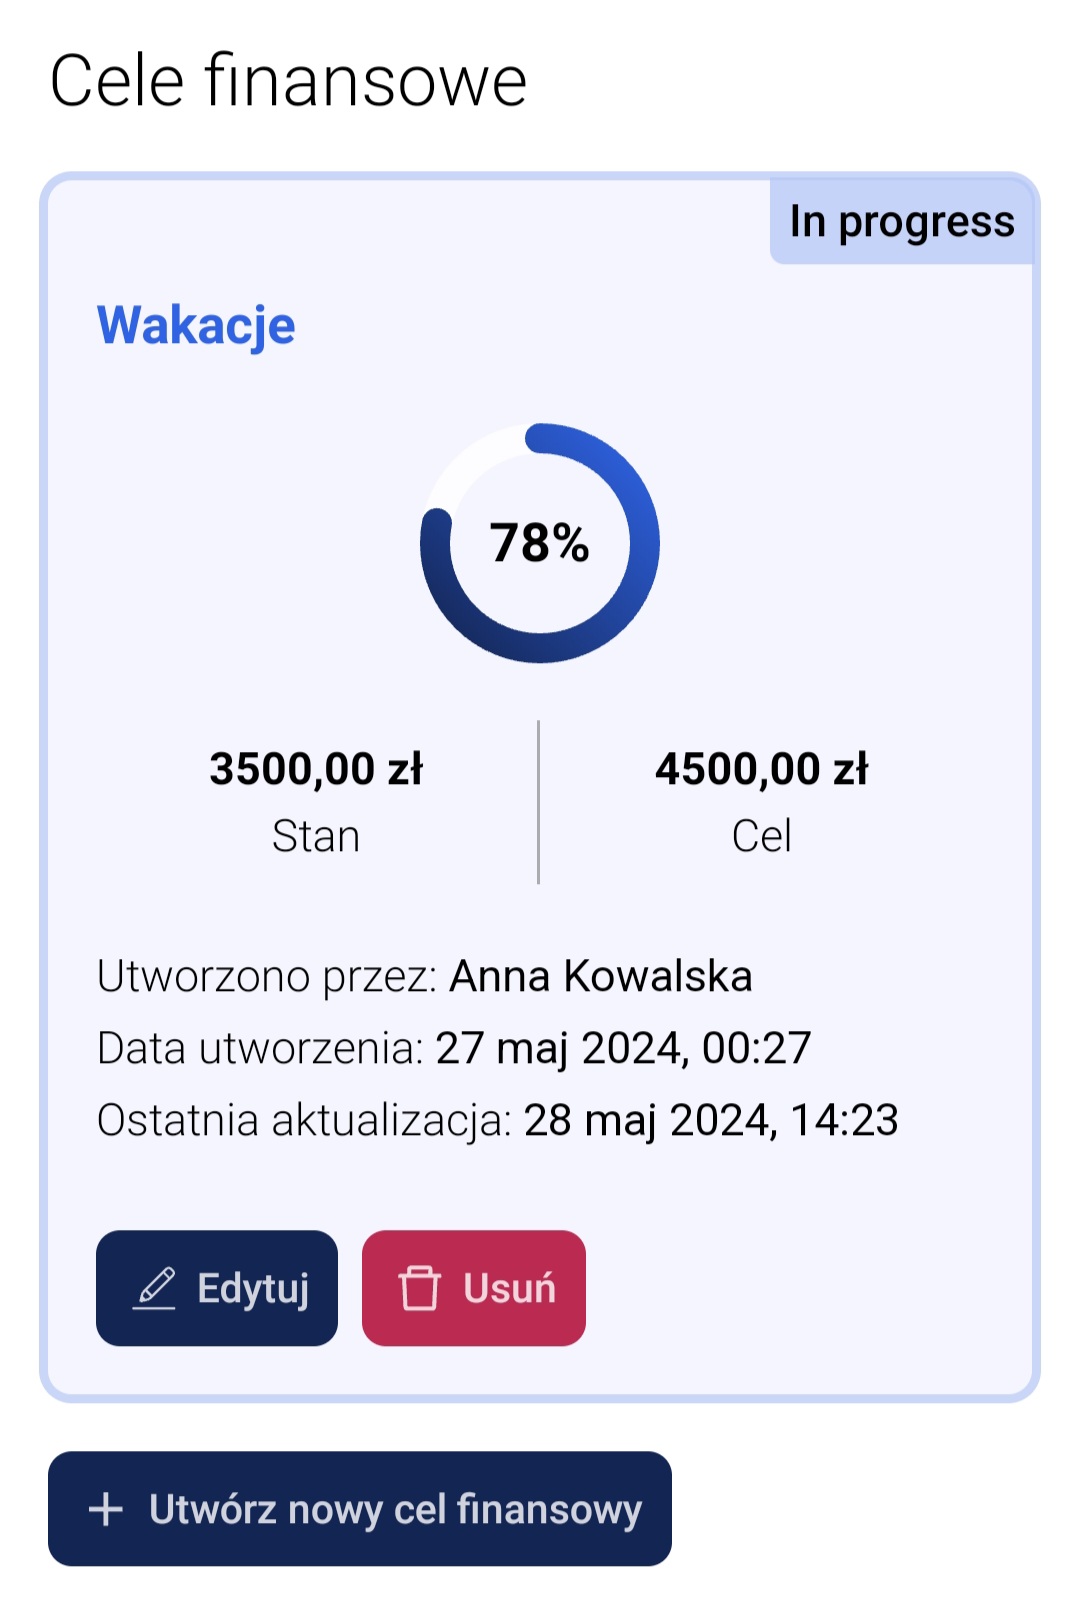 Cele finansowe
In progress
Wakacje
78%
3500,00 zł
Stan
4500,00 zł
Cel
Utworzono przez: Anna Kowalska
Data utworzenia: 27 maj 2024, 00:27
Ostatnia aktualizacja: 28 maj 2024, 14:23
Edytuj
Usuń
+ Utwórz nowy cel finansowy